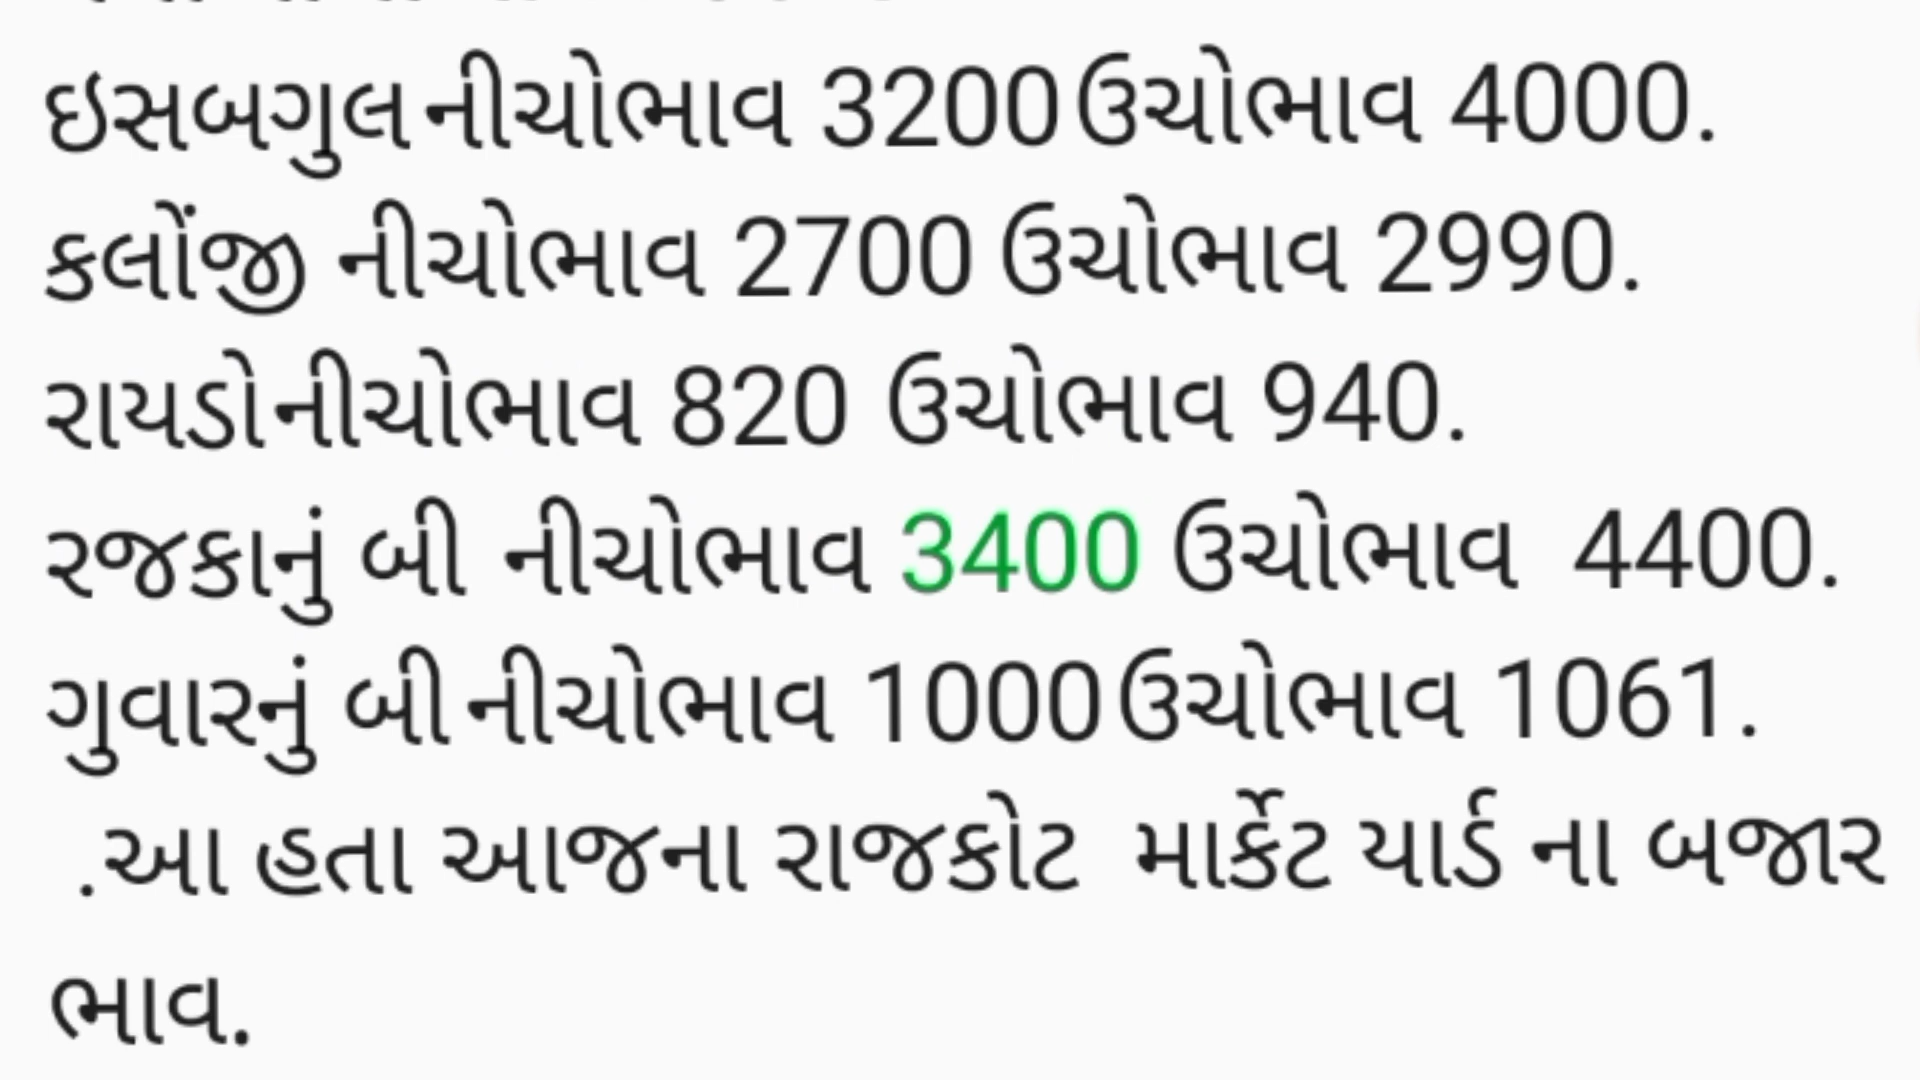 ઇસબગુલ નીચોભાવ 3200 ઉચોભાવ 4000.
કલોંજી નીચોભાવ 2700 ઉચોભાવ 2990.
રાયડો નીચોભાવ 820 ઉચોભાવ 940.
રજકાનું બી નીચોભાવ 3400 ઉચોભાવ 4400.
ગુવારનું બી નીચોભાવ 1000 ઉચોભાવ 1061.
.આ હતા આજના રાજકોટ માર્કેટ યાર્ડ ના બજાર
ભાવ.